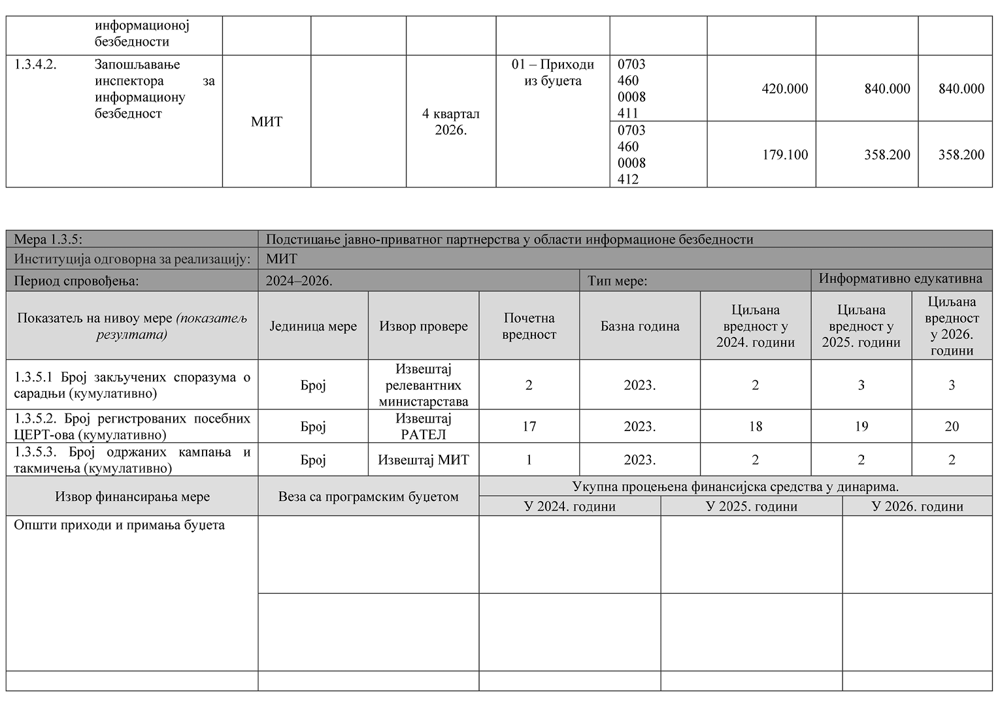 информационој
безбедности
1.3.4.2.
Запошљавање
инспектора за
информациону
безбедност
МИТ
4 квартал
2026.
01 – Приходи
из буџета
0703
460
0008
411
420.000
840.000
840.000
0703
460
0008
412
179.100
358.200
358.200
Мера 1.3.5:
Подстицање јавно-приватног партнерства у области информационе безбедности
Институција одговорна за реализацију:
МИТ
Период спровођења:
2024–2026.
Тип мере:
Информативно едукативна
Показатељ на нивоу мере (показатељ
резултата)
Јединица мере
Извор провере
Почетна
вредност
Базна година
Циљана
вредност у
2024. години
Циљана
вредност у
2025. години
Циљана
вредност
у 2026.
години
1.3.5.1 Број закључених споразума о
сарадњи (кумулативно)
Број
Извештај
релевантних
министарстава
2
2023.
2
3
3
1.3.5.2. Број регистрованих посебних
ЦЕРТ-ова (кумулативно)
Број
Извештај
РАТЕЛ
17
2023.
18
19
20
1.3.5.3. Број одржаних кампања и
такмичења (кумулативно)
Број
Извештај МИТ
1
2023.
2
2
2
Извор финансирања мере
Веза са програмским буџетом
Укупна процењена финансијска средства у динарима.
У 2024. години
У 2025. години
У 2026. години
Општи приходи и примања буџета